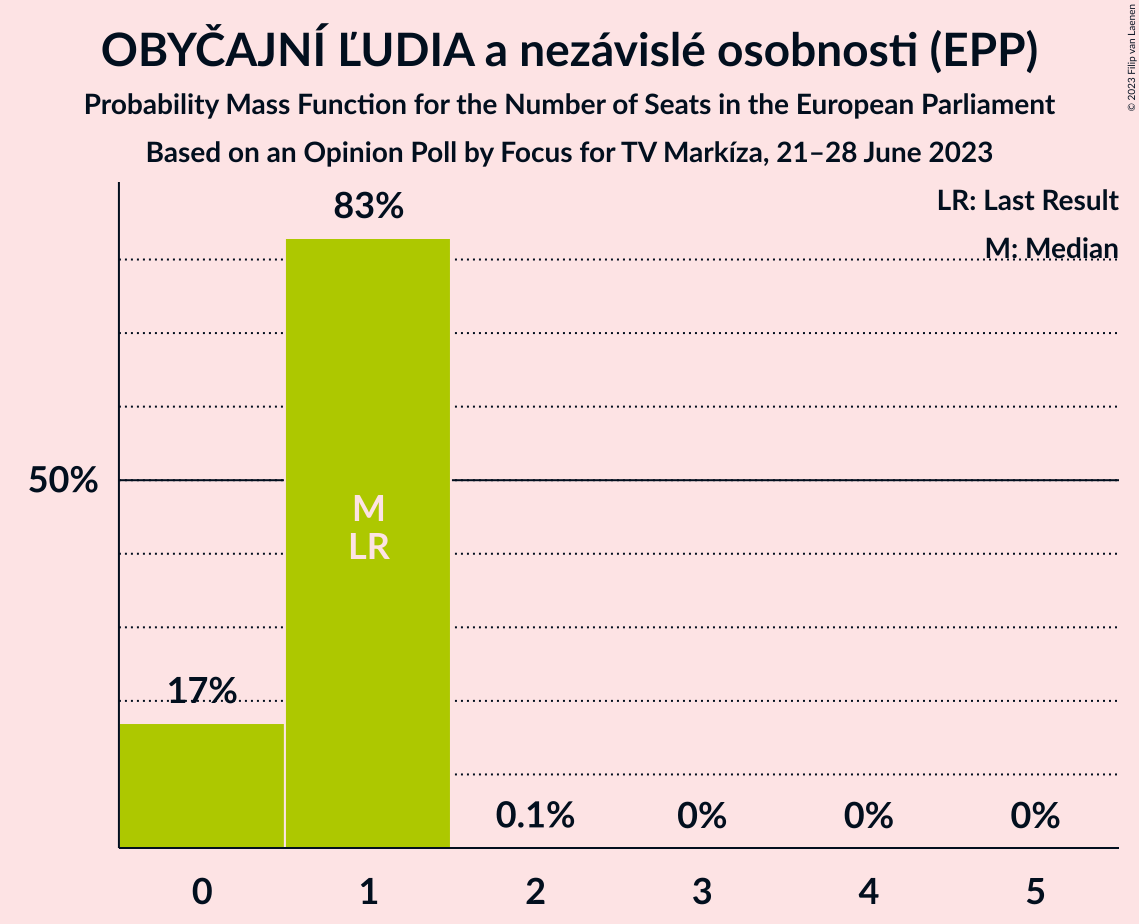 OBYČAJNÍ ĽUDIA a nezávislé osobnosti (EPP)
Probability Mass Function for the Number of Seats in the European Parliament
Based on an Opinion Poll by Focus for TV Markíza, 21–28 June 2023
© 2023 Filip van Laenen
LR: Last Result
M: Median
83%
50%
M
LR
17%
0.1%
0%
0%
0%
0
1
2
3
4
5